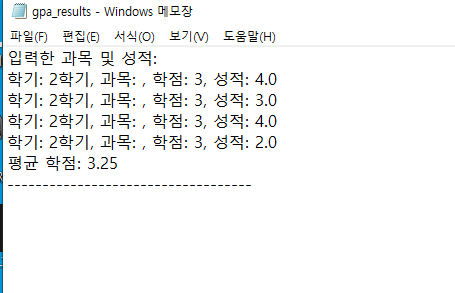 gpa_results - Windows 메모장
파일(F) 편집(E) 서식(O) 보기(V) 도움말(H)
입력한 과목 및 성적:
학기: 2학기, 과목: , 학점: 3, 성적: 4.0
학기: 2학기, 과목: , 학점: 3, 성적: 3.0
학기: 2학기, 과목: , 학점: 3, 성적: 4.0
학기: 2학기, 과목: , 학점: 3, 성적: 2.0
평균 학점: 3.25
-----------------------------------